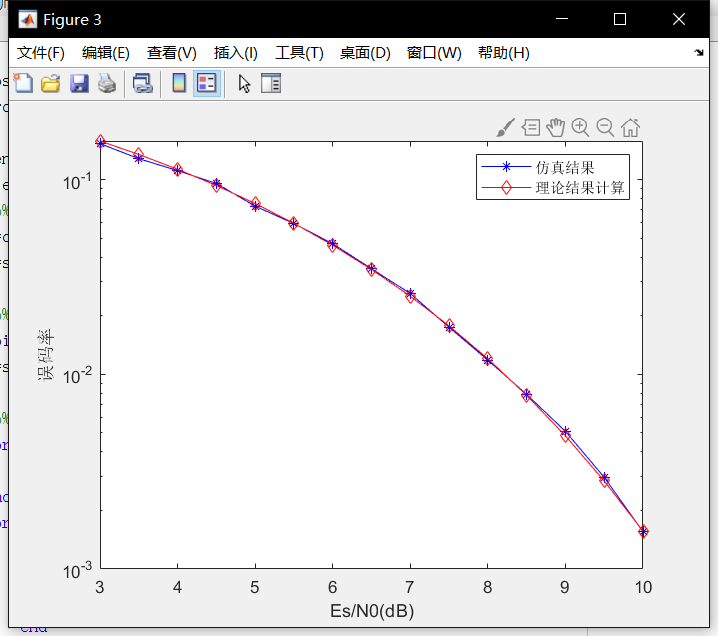 Figure 3
文件(F) 编辑(E) 查看(V) 插入(I) 工具(T) 桌面(D) 窗口(W) 帮助(H)
仿真结果
理论结果计算
10-1
10-2
10-3
误码率
3 4 5 6 7 8 9 10
Es/N0(dB)
end